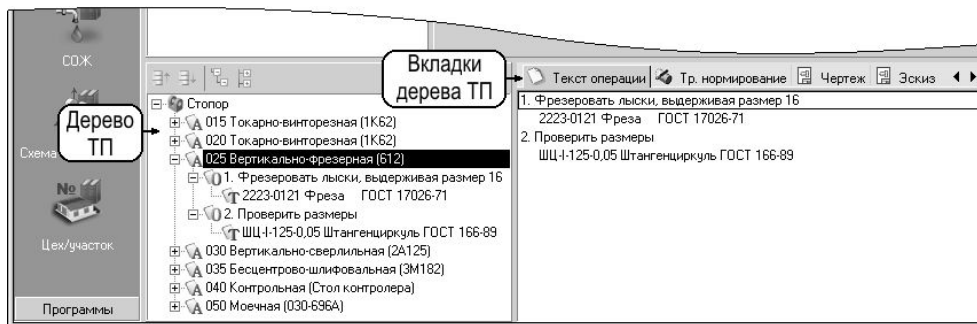 СОЖ
Схема
№
Цех/участок
Программы
Дерево
ТП
Вкладки
дерева ТП
Стопор
015 Токарно-винторезная (1К62)
020 Токарно-винторезная (1К62)
025 Вертикально-фрезерная (612)
1. Фрезеровать лыски, выдерживая размер 16
2223-0121 Фреза ГОСТ 17026-71
2. Проверить размеры
ШЦ-I-125-0,05 Штангенциркуль ГОСТ 166-89
030 Вертикально-сверлильная (2А125)
035 Бесцентрово-шлифовальная (3М182)
040 Контрольная (Стол контролера)
050 Моечная (030-696А)
Текст операции Тр. нормирование Чертеж Эскиз
1. Фрезеровать лыски, выдерживая размер 16
2223-0121 Фреза ГОСТ 17026-71
2. Проверить размеры
ШЦ-I-125-0,05 Штангенциркуль ГОСТ 166-89